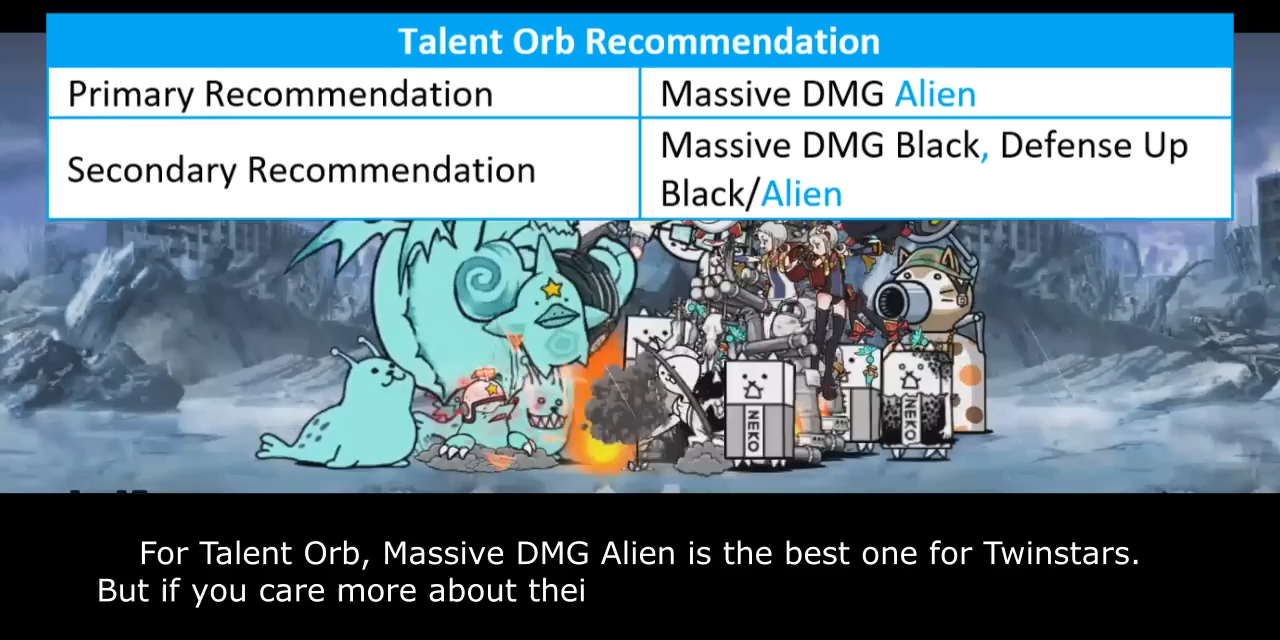 Talent Orb Recommendation
Primary Recommendation
Massive DMG Alien
Secondary Recommendation
Massive DMG Black, Defense Up
Black/Alien
NEKO
NEKO
For Talent Orb, Massive DMG Alien is the best one for Twinstars.
But if you care more about thei